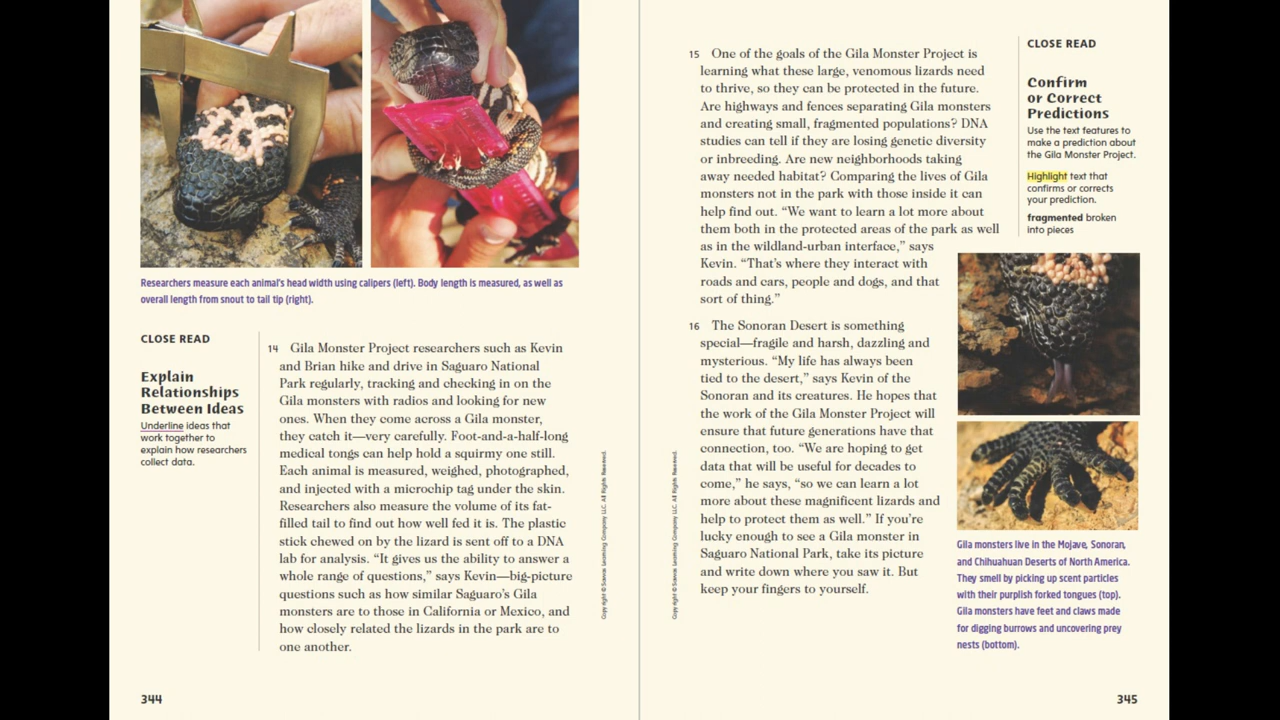 Researchers measure each animal's head width using calipers (left). Body length is measured, as well as
overall length from snout to tail tip (right).
CLOSE READ
Explain
Relationships
Between Ideas
Underline ideas that
work together to
explain how researchers
collect data.
14 Gila Monster Project researchers such as Kevin
and Brian hike and drive in Saguaro National
Park regularly, tracking and checking in on the
Gila monsters with radios and looking for new
ones. When they come across a Gila monster,
they catch it—very carefully. Foot-and-a-half-long
medical tongs can help hold a squirmy one still.
Each animal is measured, weighed, photographed,
and injected with a microchip tag under the skin.
Researchers also measure the volume of its fat-
filled tail to find out how well fed it is. The plastic
stick chewed on by the lizard is sent off to a DNA
lab for analysis. “It gives us the ability to answer a
whole range of questions,” says Kevin—big-picture
questions such as how similar Saguaro’s Gila
monsters are to those in California or Mexico, and
how closely related the lizards in the park are to
one another.
Copyright © Savvas Learning Company LLC. All Rights Reserved.
344
15 One of the goals of the Gila Monster Project is
learning what these large, venomous lizards need
to thrive, so they can be protected in the future.
Are highways and fences separating Gila monsters
and creating small, fragmented populations? DNA
studies can tell if they are losing genetic diversity
or inbreeding. Are new neighborhoods taking
away needed habitat? Comparing the lives of Gila
monsters not in the park with those inside it can
help find out. “We want to learn a lot more about
them both in the protected areas of the park as well
as in the wildland-urban interface,” says
Kevin. “That’s where they interact with
roads and cars, people and dogs, and that
sort of thing.”
16 The Sonoran Desert is something
special—fragile and harsh, dazzling and
mysterious. “My life has always been
tied to the desert,” says Kevin of the
Sonoran and its creatures. He hopes that
the work of the Gila Monster Project will
ensure that future generations have that
connection, too. “We are hoping to get
data that will be useful for decades to
come,” he says, “so we can learn a lot
more about these magnificent lizards and
help to protect them as well.” If you’re
lucky enough to see a Gila monster in
Saguaro National Park, take its picture
and write down where you saw it. But
keep your fingers to yourself.
Copyright © Savvas Learning Company LLC. All Rights Reserved.
CLOSE READ
Confirm
or Correct
Predictions
Use the text features to
make a prediction about
the Gila Monster Project.
Highlight text that
confirms or corrects
your prediction.
fragmented broken
into pieces
Gila monsters live in the Mojave, Sonoran,
and Chihuahuan Deserts of North America.
They smell by picking up scent particles
with their purplish forked tongues (top).
Gila monsters have feet and claws made
for digging burrows and uncovering prey
nests (bottom).
345